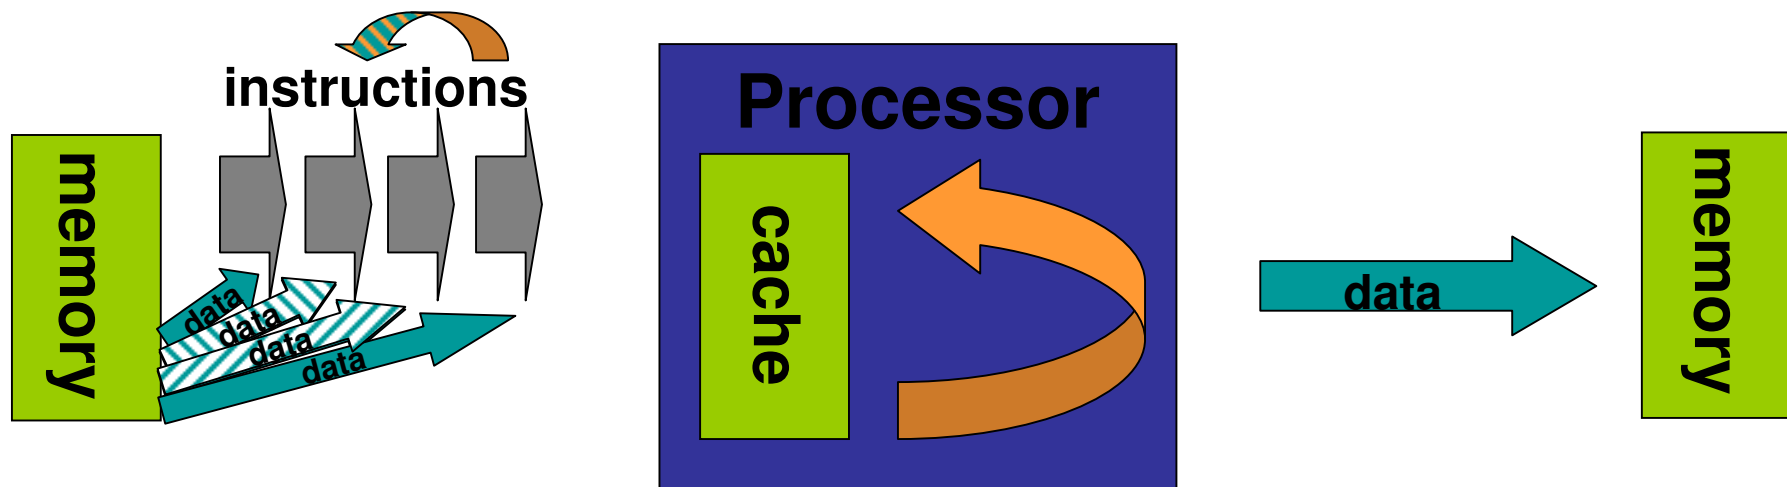 instructions
memory
data
data
data
data
Processor
cache
data
memory